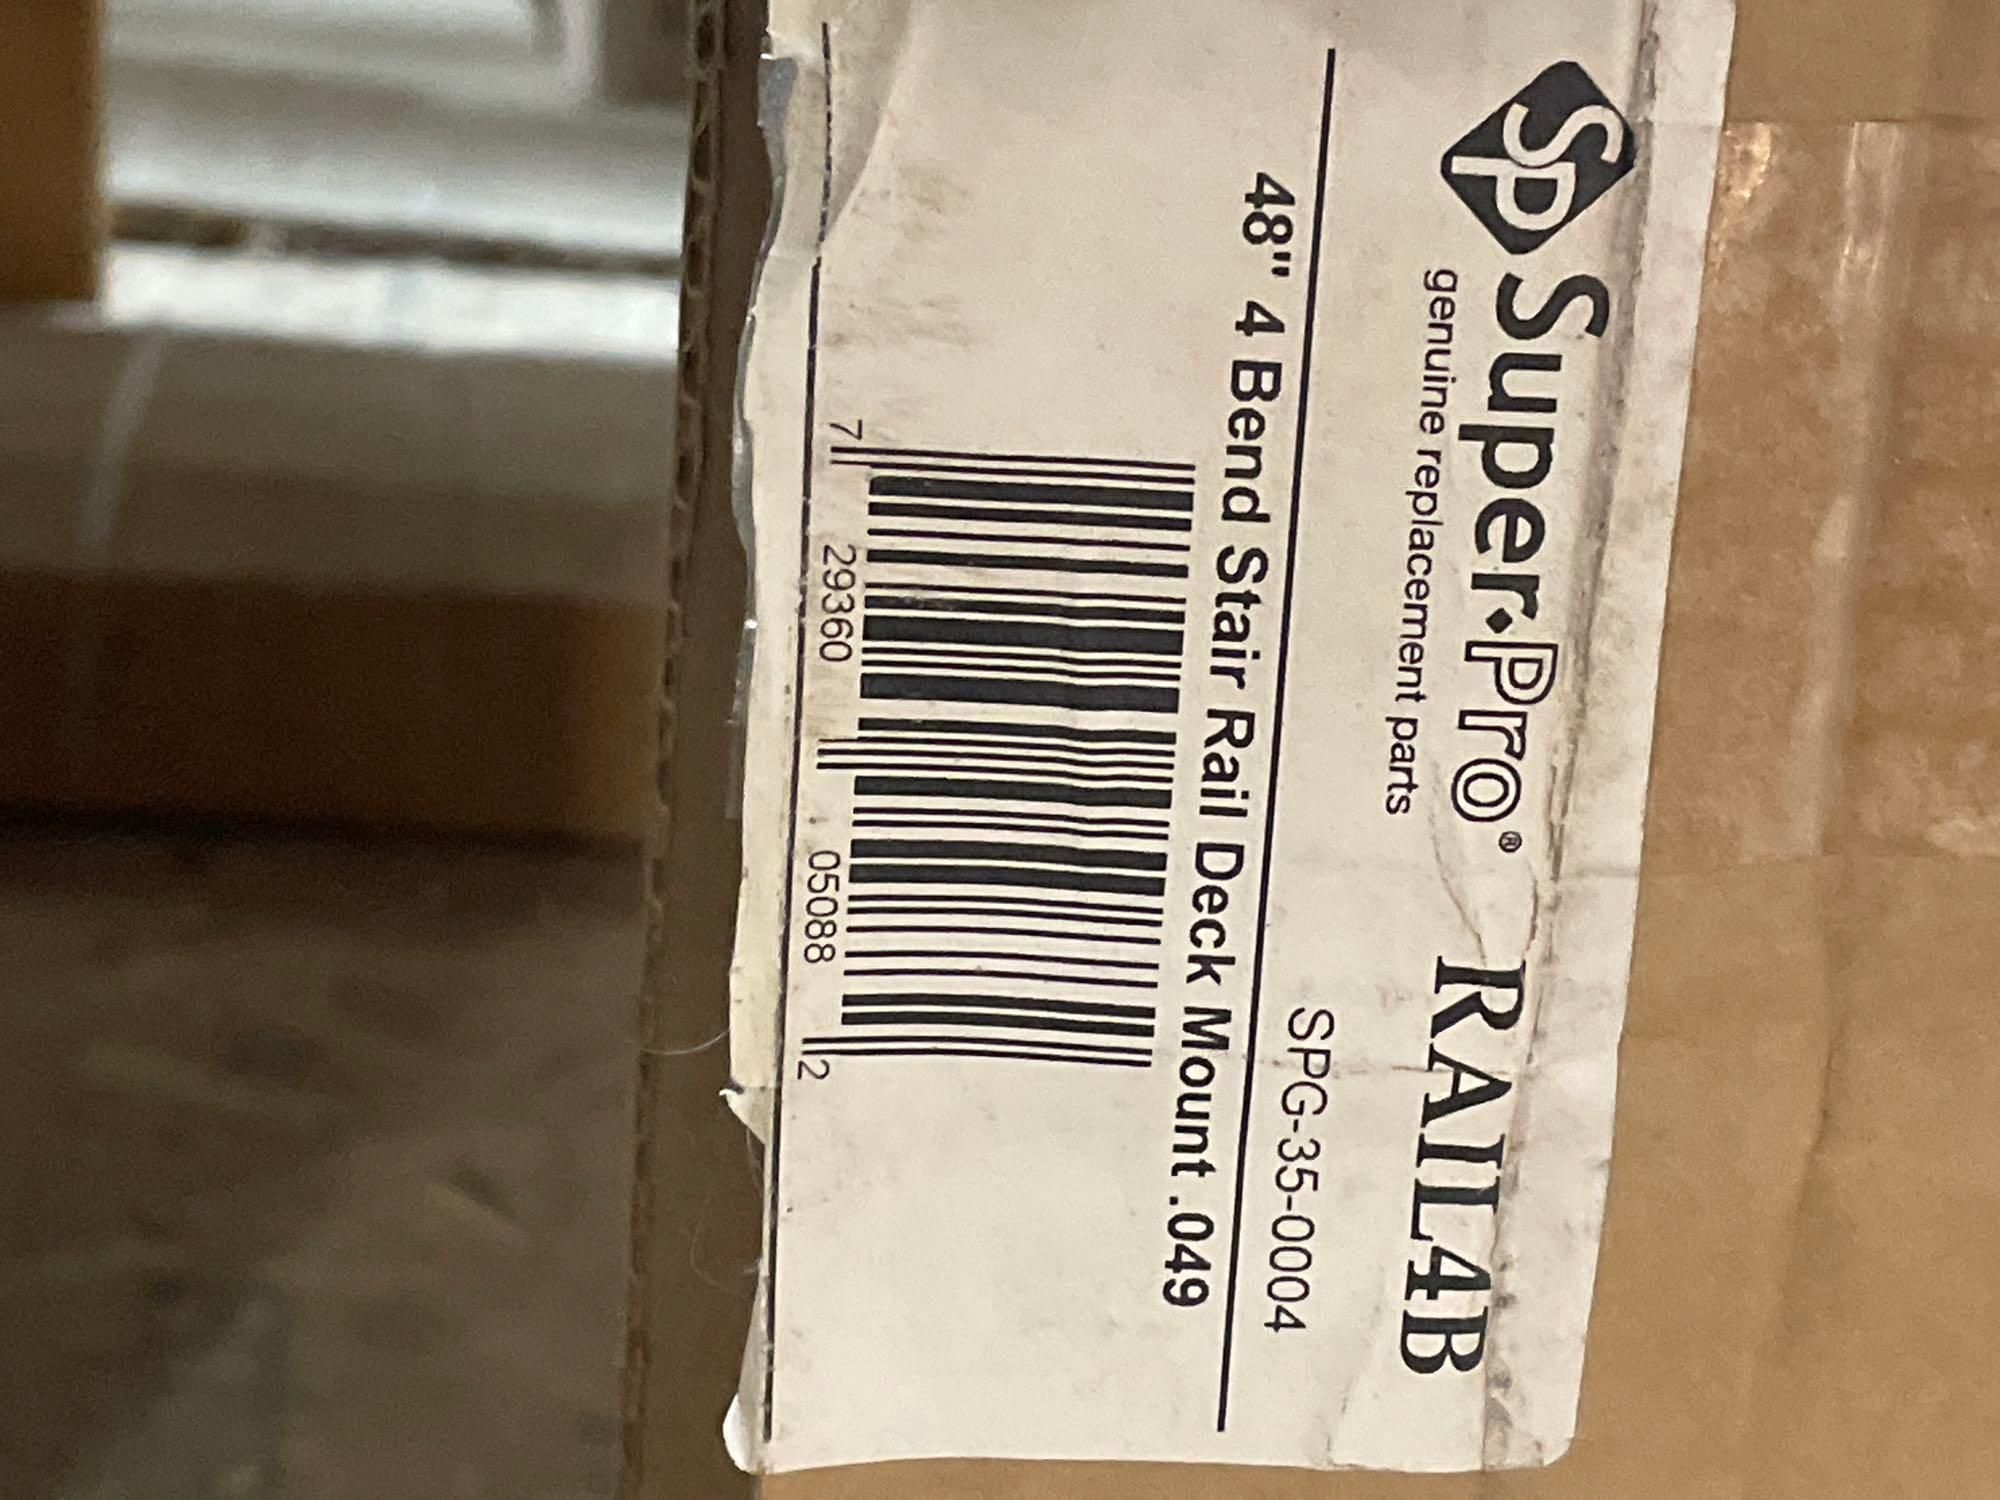 SP Super•Pro® RAIL4B
genuine replacement parts
SPG-35-0004
48" 4 Bend Stair Rail Deck Mount .049
7 29360 05088 2